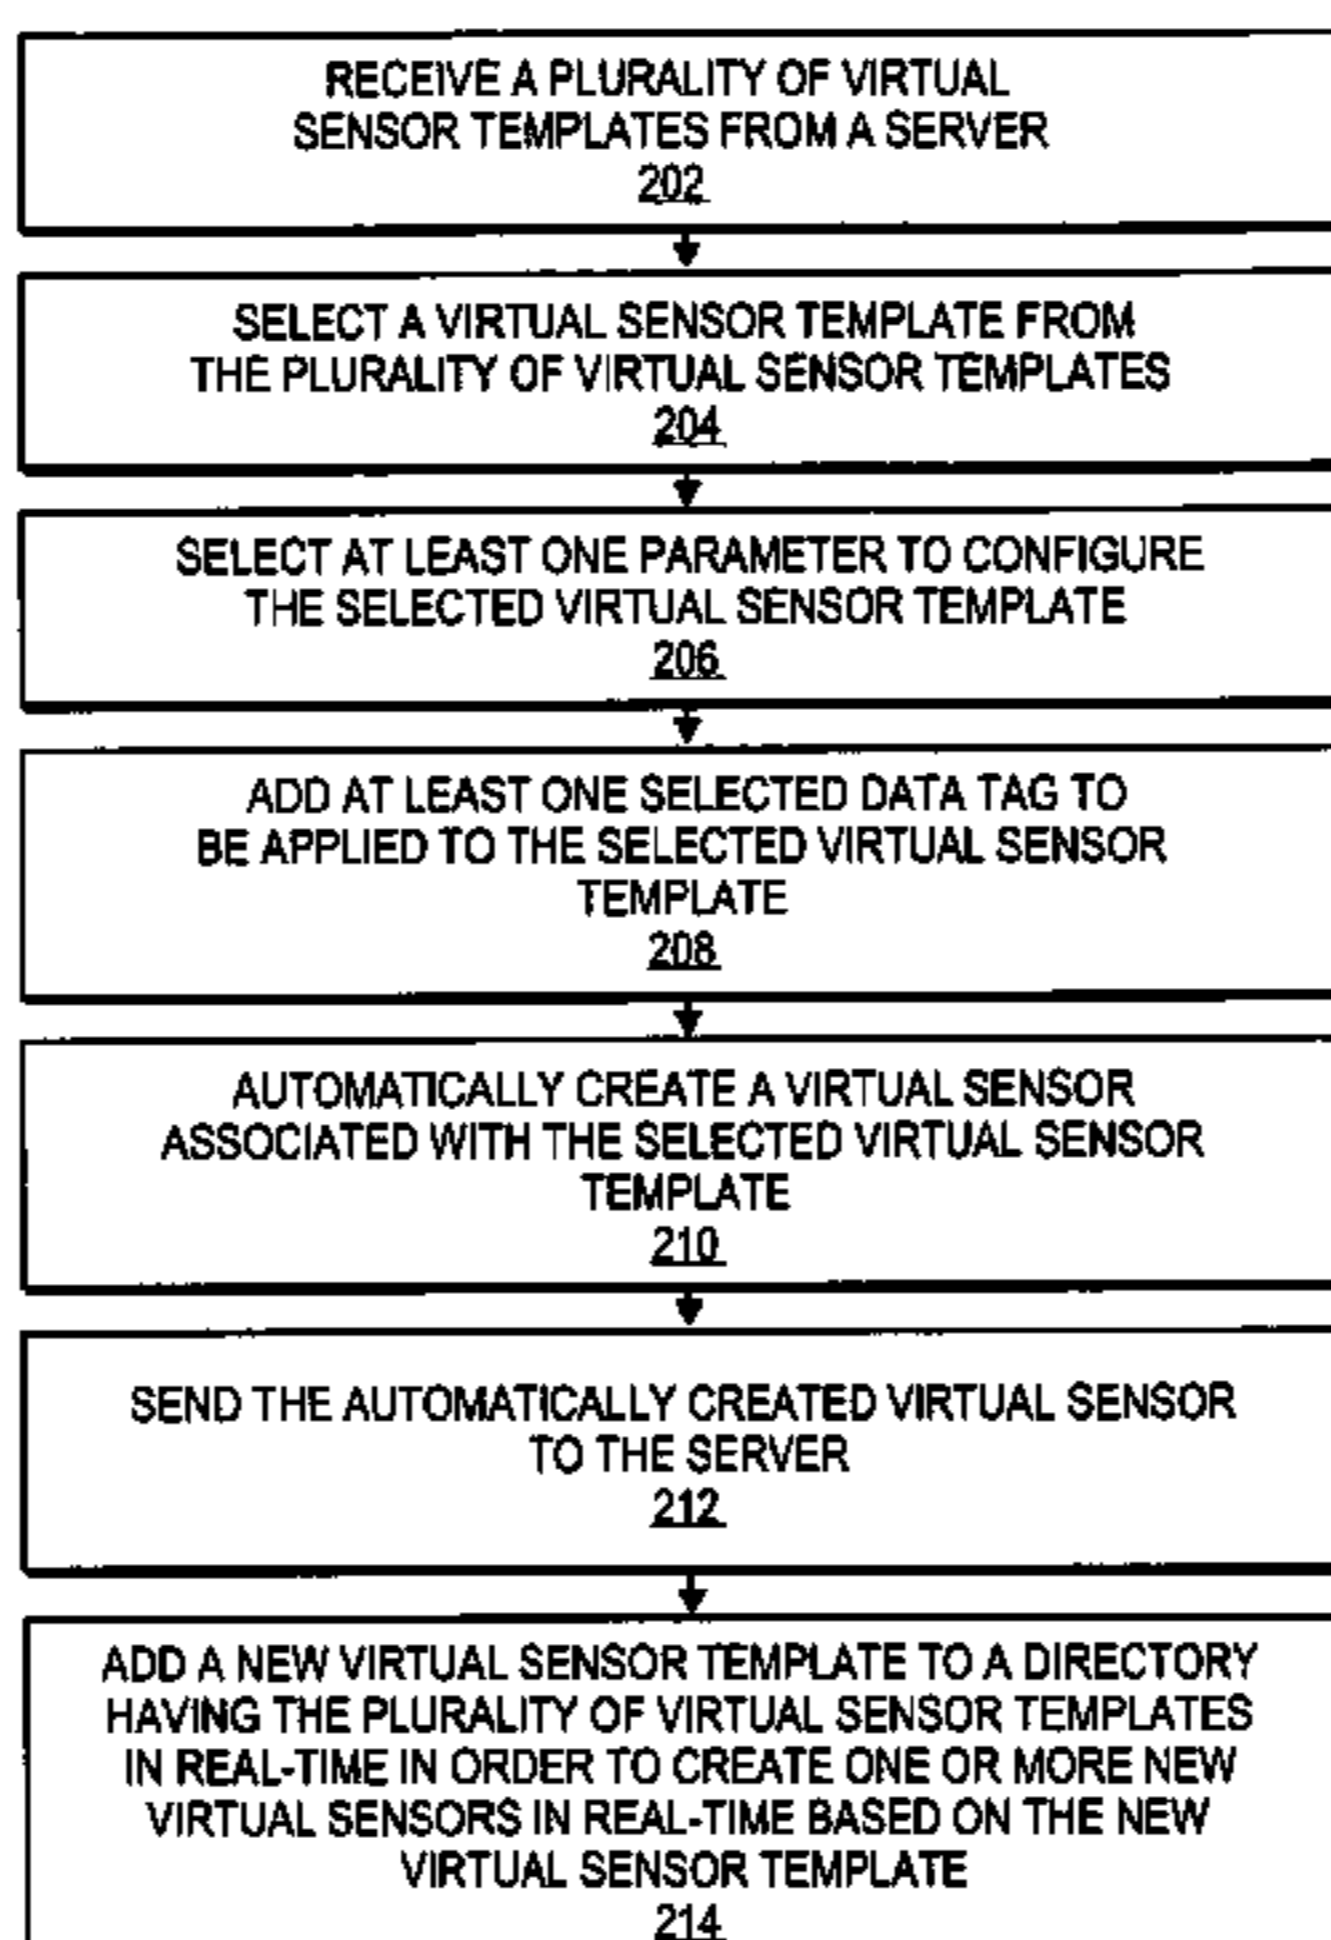 RECEIVE A PLURALITY OF VIRTUAL
SENSOR TEMPLATES FROM A SERVER
202
SELECT A VIRTUAL SENSOR TEMPLATE FROM
THE PLURALITY OF VIRTUAL SENSOR TEMPLATES
204
SELECT AT LEAST ONE PARAMETER TO CONFIGURE
THE SELECTED VIRTUAL SENSOR TEMPLATE
206
ADD AT LEAST ONE SELECTED DATA TAG TO
BE APPLIED TO THE SELECTED VIRTUAL SENSOR
TEMPLATE
208
AUTOMATICALLY CREATE A VIRTUAL SENSOR
ASSOCIATED WITH THE SELECTED VIRTUAL SENSOR
TEMPLATE
210
SEND THE AUTOMATICALLY CREATED VIRTUAL SENSOR
TO THE SERVER
212
ADD A NEW VIRTUAL SENSOR TEMPLATE TO A DIRECTORY
HAVING THE PLURALITY OF VIRTUAL SENSOR TEMPLATES
IN REAL-TIME IN ORDER TO CREATE ONE OR MORE NEW
VIRTUAL SENSORS IN REAL-TIME BASED ON THE NEW
VIRTUAL SENSOR TEMPLATE
214